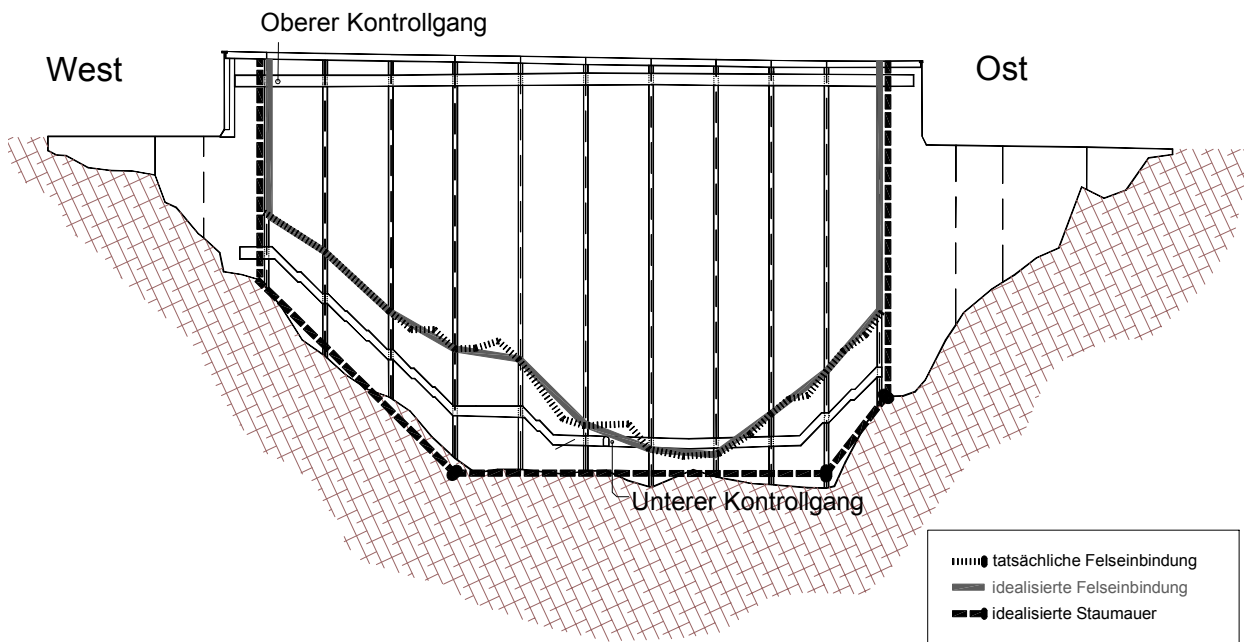 Oberer Kontrollgang
West
Ost
Unterer Kontrollgang
tatsächliche Felseinbindung
idealisierte Felseinbindung
idealisierte Staumauer